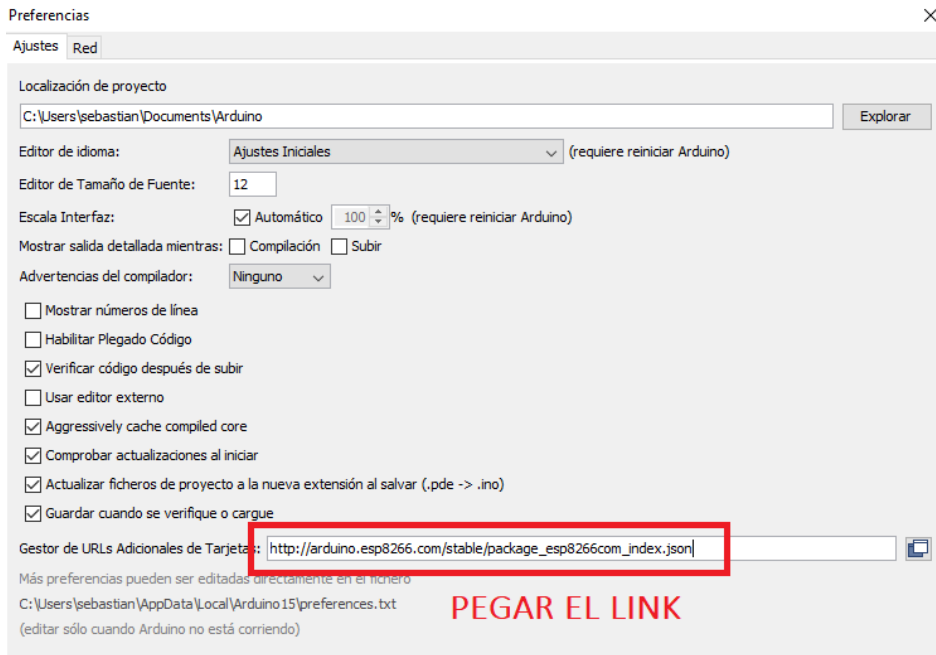 Preferencias
Ajustes Red
Localización de proyecto
C:\Users\sebastian\Documents\Arduino Explorar
Editor de idioma: Ajustes Iniciales (requiere reiniciar Arduino)
Editor de Tamaño de Fuente: 12
Escala Interfaz: Automático 100 % (requiere reiniciar Arduino)
Mostrar salida detallada mientras: Compilación Subir
Advertencias del compilador: Ninguno
Mostrar números de línea
Habilitar Plegado Código
Verificar código después de subir
Usar editor externo
Aggressively cache compiled core
Comprobar actualizaciones al iniciar
Actualizar ficheros de proyecto a la nueva extensión al salvar (.pde -> .ino)
Guardar cuando se verifique o cargue
Gestor de URLs Adicionales de Tarjetas: http://arduino.esp8266.com/stable/package_esp8266com_index.json
Más preferencias pueden ser editadas directamente en el fichero
C:\Users\sebastian\AppData\Local\Arduino15\preferences.txt
(editar sólo cuando Arduino no está corriendo)
PEGAR EL LINK